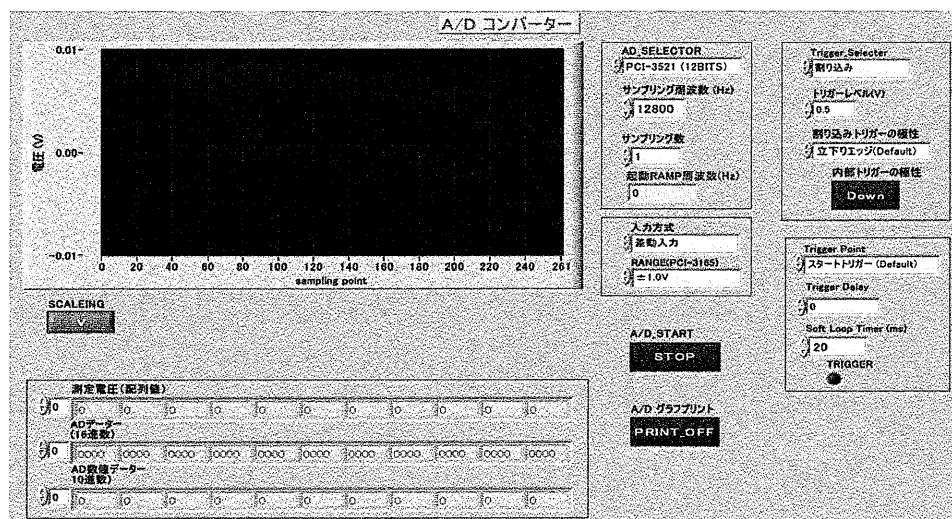 A/D コンバーター
0.01-
0.00-
-0.01-
電圧(V)
0 20 40 60 80 100 120 140 160 180 200 220 240 261
sampling point
SCALEING
V
AD_SELECTOR
PCI-3521 (12BITS)
サンプリング周波数 (Hz)
12800
サンプリング数
1
起動RAMP周波数(Hz)
0
入力方式
差動入力
RANGE(PCI-3165)
±1.0V
A/D_START
STOP
A/D グラフプリント
PRINT_OFF
Trigger_Selecter
割り込み
トリガーレベル(V)
0.5
割り込みトリガーの極性
立下りエッジ(Default)
内部トリガーの極性
Down
Trigger Point
スタートトリガー (Default)
Trigger Delay
0
Soft Loop Timer (ms)
20
TRIGGER
測定電圧(配列値)
0 0 0 0 0 0 0 0 0 0 0
ADデーター
(16進数)
0 0000 0000 0000 0000 0000 0000 0000 0000 0000 0000
AD数値データー
10進数)
0 0 0 0 0 0 0 0 0 0 0